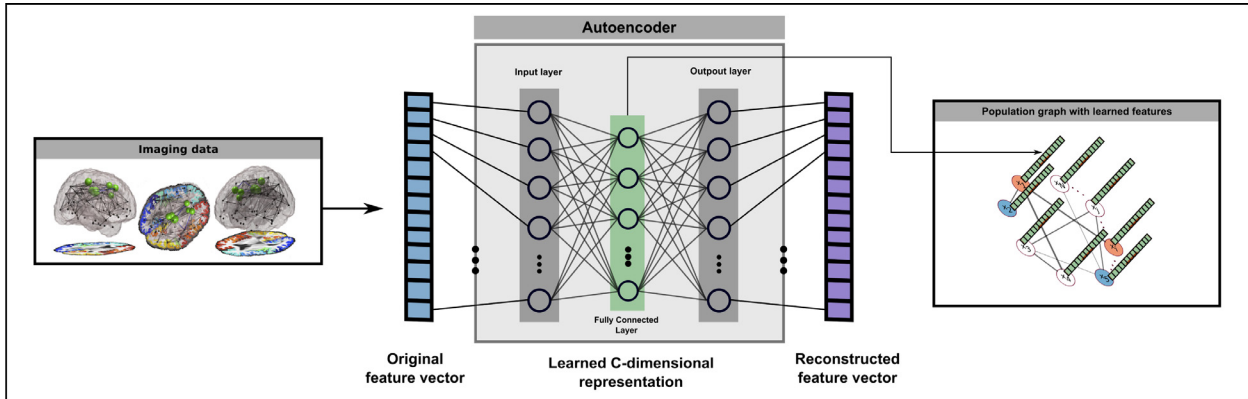 Autoencoder
Input layer
Outpout layer
Population graph with learned features
Imaging data
Fully Connected
Layer
Original
feature vector
Learned C-dimensional
representation
Reconstructed
feature vector